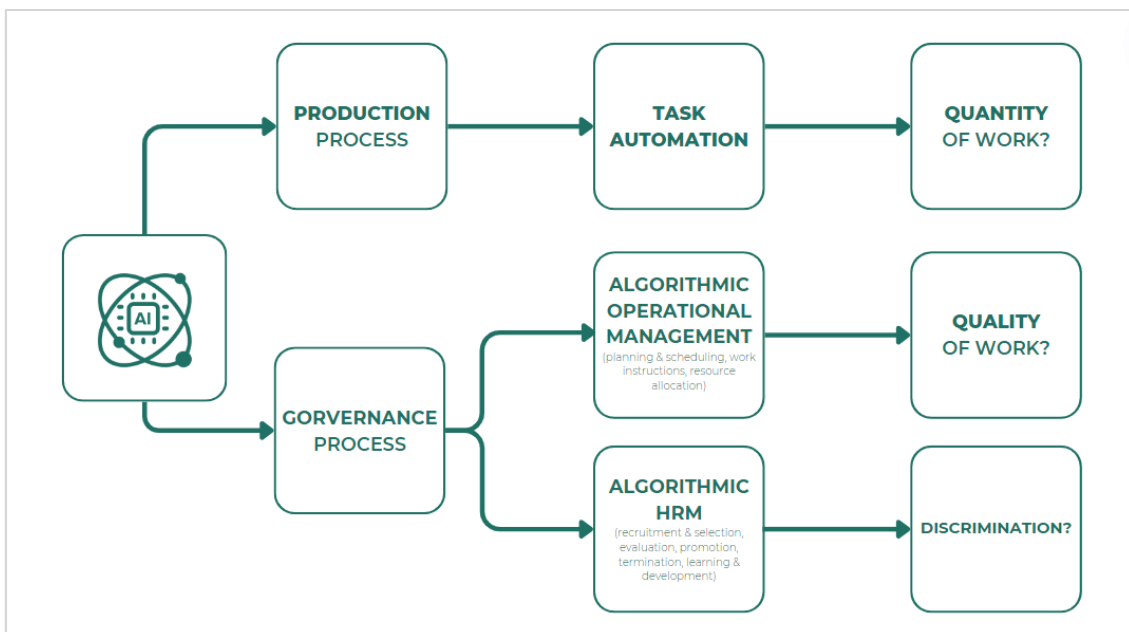 PRODUCTION
PROCESS
TASK
AUTOMATION
QUANTITY
OF WORK?
AI
GORVERNANCE
PROCESS
ALGORITHMIC
OPERATIONAL
MANAGEMENT
(planning & scheduling, work
instructions, resource
allocation)
QUALITY
OF WORK?
ALGORITHMIC
HRM
(recruitment & selection,
evaluation, promotion,
termination, learning &
development)
DISCRIMINATION?